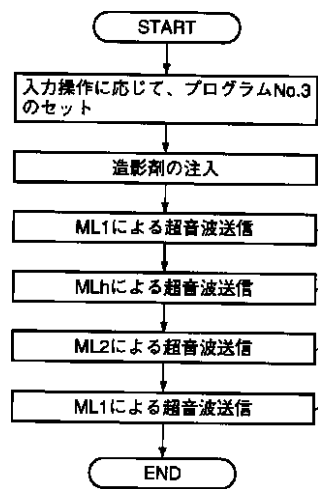 START
入力操作に応じて、プログラムNo.3
のセット
造影剤の注入
ML1による超音波送信
MLhによる超音波送信
ML2による超音波送信
ML1による超音波送信
END